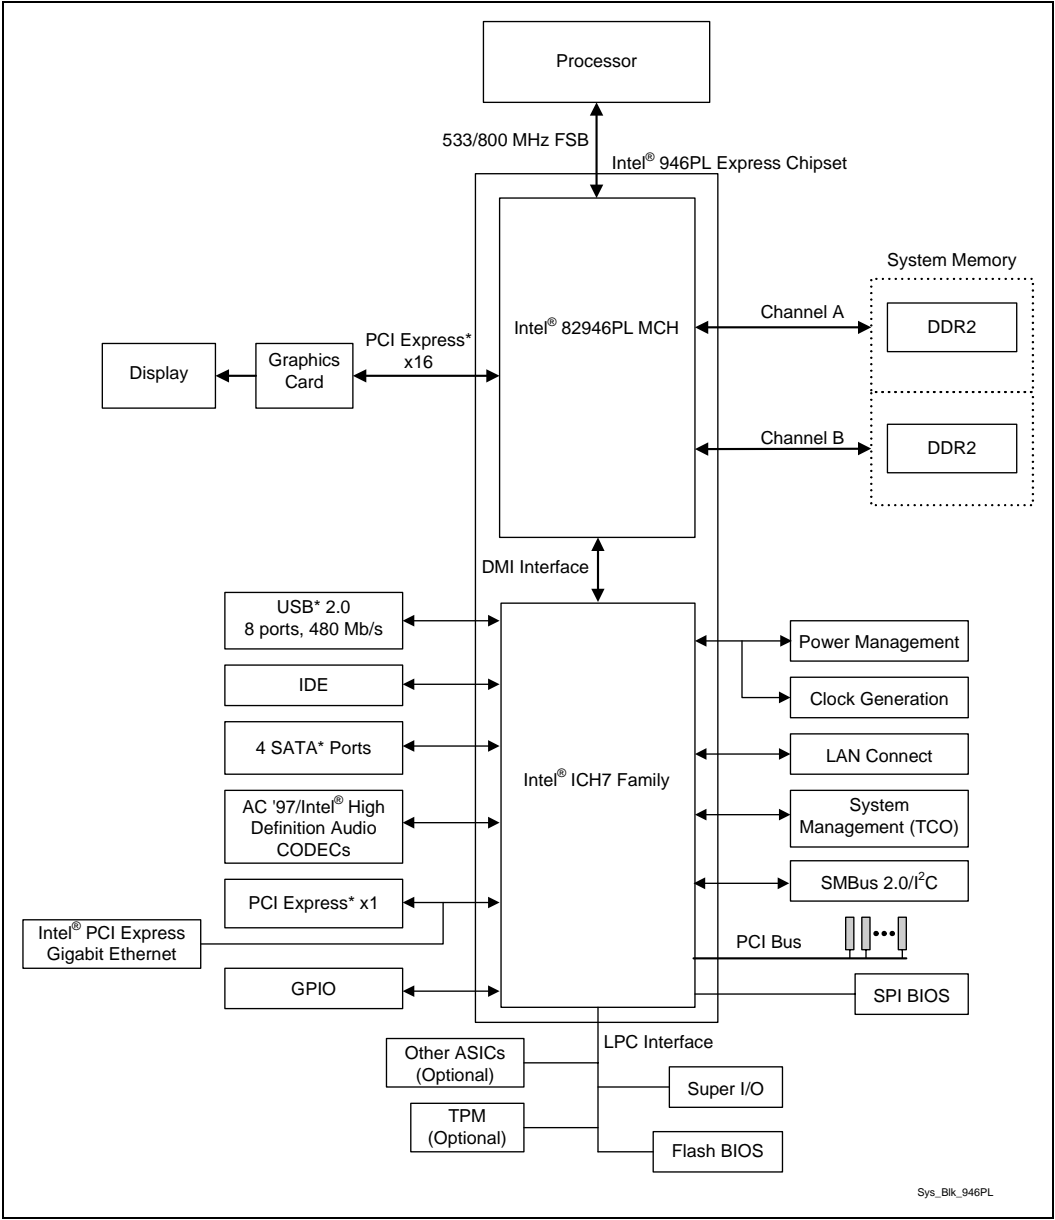 Processor
533/800 MHz FSB
Intel® 946PL Express Chipset
System Memory
Intel® 82946PL MCH
Channel A
DDR2
PCI Express*
x16
Display
Graphics
Card
Channel B
DDR2
DMI Interface
USB* 2.0
8 ports, 480 Mb/s
Power Management
IDE
Clock Generation
4 SATA* Ports
LAN Connect
Intel® ICH7 Family
AC '97/Intel® High
Definition Audio
CODECs
System
Management (TCO)
SMBus 2.0/I²C
PCI Express* x1
Intel® PCI Express
Gigabit Ethernet
PCI Bus
GPIO
SPI BIOS
LPC Interface
Other ASICs
(Optional)
Super I/O
TPM
(Optional)
Flash BIOS
Sys_Blk_946PL